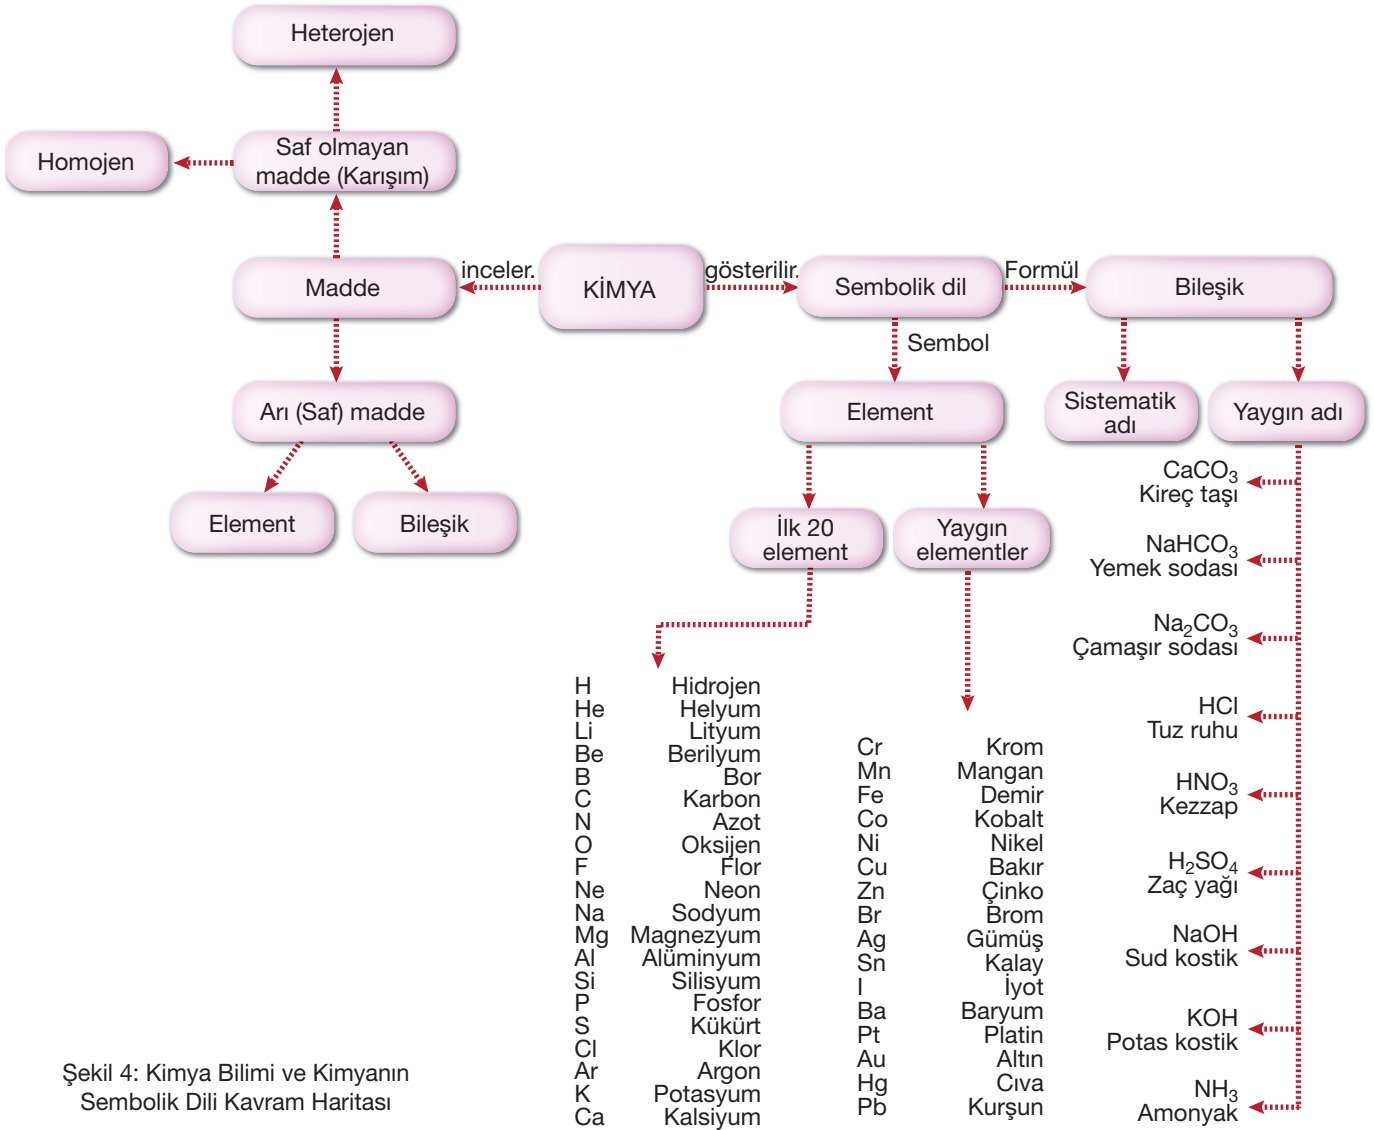 Heterojen
Homojen
Saf olmayan
madde (Karışım)
Madde
inceler.
KİMYA
gösterilir.
Sembolik dil
Formül
Bileşik
Sembol
Arı (Saf) madde
Element
Sistematik
adı
Yaygın adı
Element
Bileşik
İlk 20
element
Yaygın
elementler
CaCO₃
Kireç taşı
NaHCO₃
Yemek sodası
Na₂CO₃
Çamaşır sodası
HCl
Tuz ruhu
HNO₃
Kezzap
H₂SO₄
Zaç yağı
NaOH
Sud kostik
KOH
Potas kostik
NH₃
Amonyak
H Hidrojen
He Helyum
Li Lityum
Be Berilyum
B Bor
C Karbon
N Azot
O Oksijen
F Flor
Ne Neon
Na Sodyum
Mg Magnezyum
Al Alüminyum
Si Silisyum
P Fosfor
S Kükürt
Cl Klor
Ar Argon
K Potasyum
Ca Kalsiyum
Cr Krom
Mn Mangan
Fe Demir
Co Kobalt
Ni Nikel
Cu Bakır
Zn Çinko
Br Brom
Ag Gümüş
Sn Kalay
I İyot
Ba Baryum
Pt Platin
Au Altın
Hg Cıva
Pb Kurşun
Şekil 4: Kimya Bilimi ve Kimyanın
Sembolik Dili Kavram Haritası